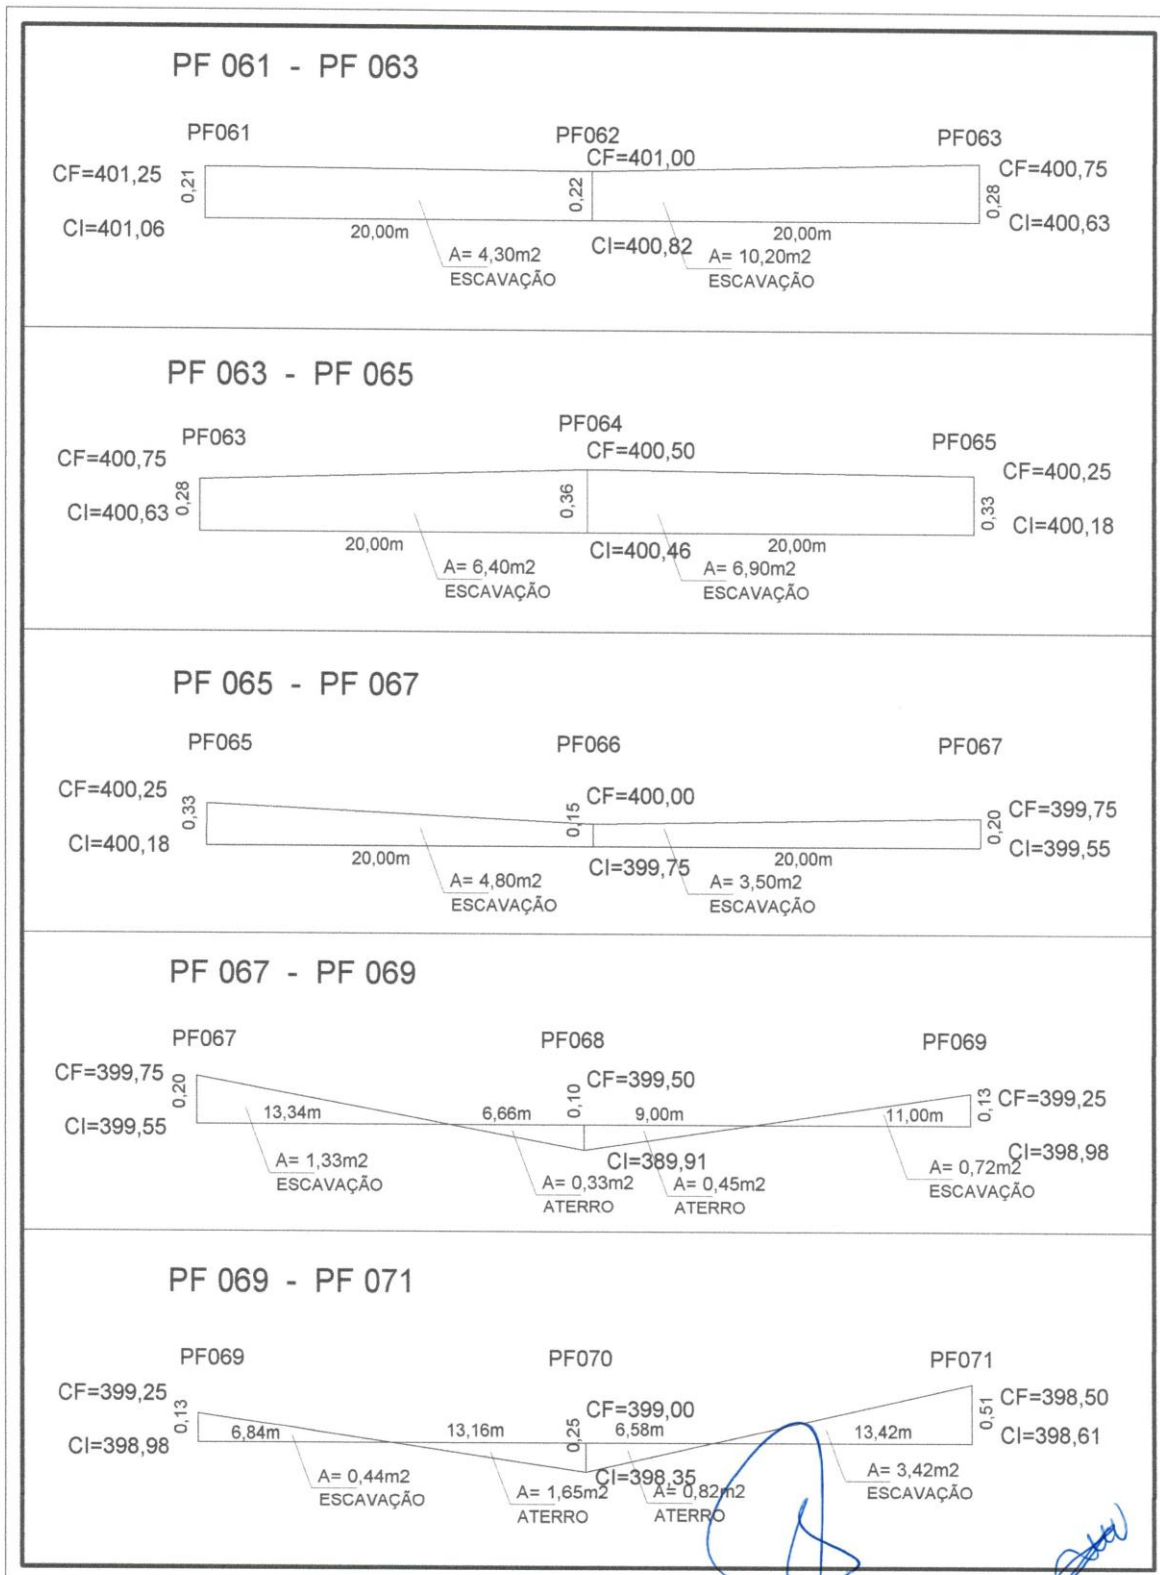 PF 061 - PF 063
PF061
PF062
PF063
CF=401,25
0,21
CI=401,06
CF=401,00
0,22
CI=400,82
CF=400,75
0,28
CI=400,63
20,00m
20,00m
A= 4,30m2
ESCAVAÇÃO
A= 10,20m2
ESCAVAÇÃO
PF 063 - PF 065
PF063
PF064
PF065
CF=400,75
0,28
CI=400,63
CF=400,50
0,36
CI=400,46
CF=400,25
0,33
CI=400,18
20,00m
20,00m
A= 6,40m2
ESCAVAÇÃO
A= 6,90m2
ESCAVAÇÃO
PF 065 - PF 067
PF065
PF066
PF067
CF=400,25
0,33
CI=400,18
CF=400,00
0,15
CI=399,75
CF=399,75
0,20
CI=399,55
20,00m
20,00m
A= 4,80m2
ESCAVAÇÃO
A= 3,50m2
ESCAVAÇÃO
PF 067 - PF 069
PF067
PF068
PF069
CF=399,75
0,20
CI=399,55
CF=399,50
0,10
CI=389,91
CF=399,25
0,13
CI=398,98
13,34m
6,66m
9,00m
11,00m
A= 1,33m2
ESCAVAÇÃO
A= 0,33m2
ATERRO
A= 0,45m2
ATERRO
A= 0,72m2
ESCAVAÇÃO
PF 069 - PF 071
PF069
PF070
PF071
CF=399,25
0,13
CI=398,98
CF=399,00
0,25
CI=398,35
CF=398,50
0,51
CI=398,61
6,84m
13,16m
6,58m
13,42m
A= 0,44m2
ESCAVAÇÃO
A= 1,65m2
ATERRO
A= 0,82m2
ATERRO
A= 3,42m2
ESCAVAÇÃO